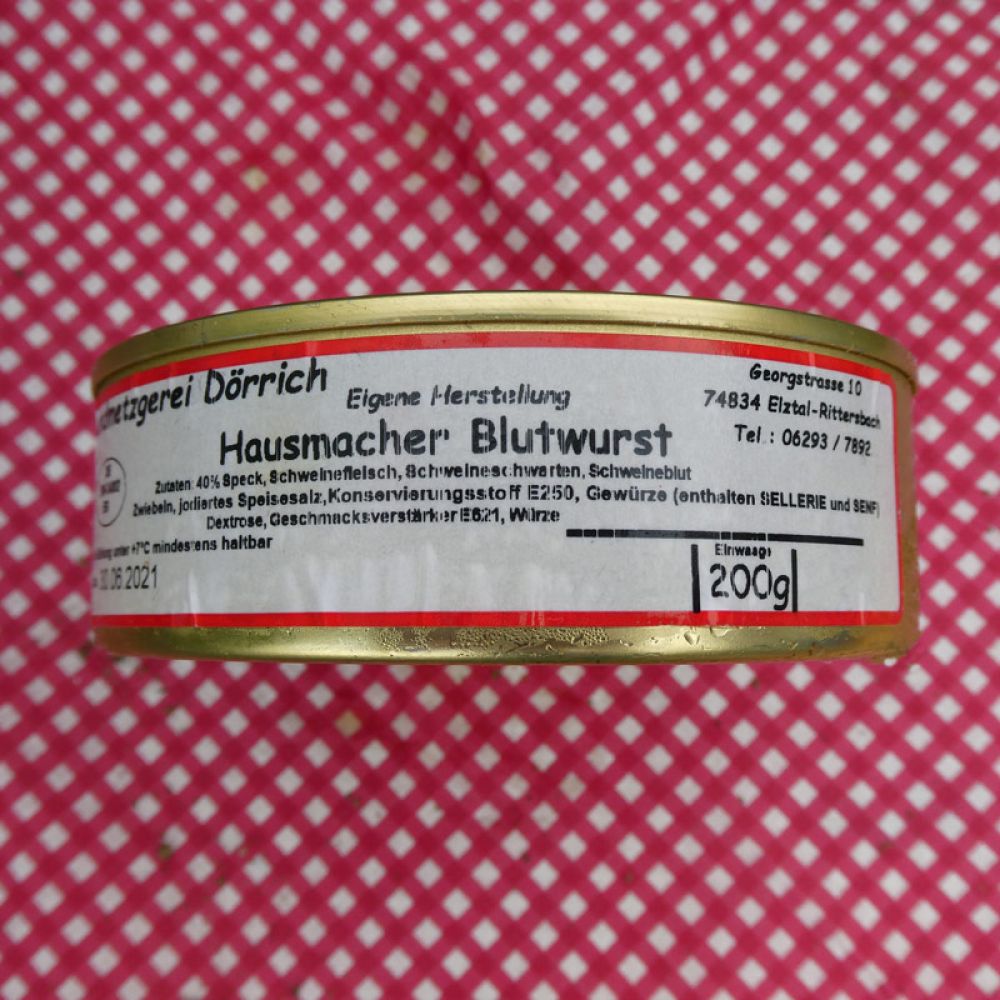 Dörrich
Eigene Herstellung
Georgstrasse 10
74834 Elztal-Rittersbach
Tel.: 06293 / 7892
Hausmacher Blutwurst
Zutaten: 40% Speck, Schweinefleisch, Schweineschwarten, Schweineblut
Zwiebeln, jodiertes Speisesalz, Konservierungsstoff E250, Gewürze (enthalten SELLERIE und SENF)
Dextrose, Geschmacksverstärker E621, Würze
unter +7°C mindestens haltbar
30.06.2021
Einwaage
200g